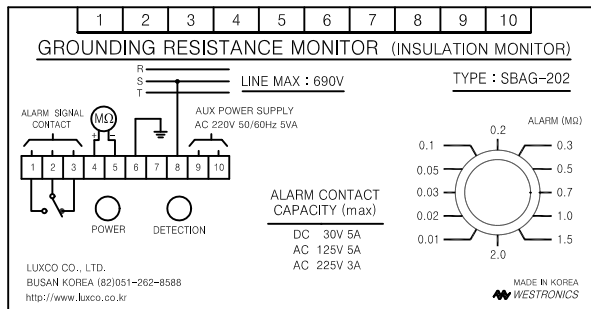 1 2 3 4 5 6 7 8 9 10
GROUNDING RESISTANCE MONITOR (INSULATION MONITOR)
R
S
T
LINE MAX : 690V
TYPE : SBAG-202
ALARM SIGNAL
CONTACT
MΩ
+ −
AUX POWER SUPPLY
AC 220V 50/60Hz 5VA
1 2 3 4 5 6 7 8 9 10
POWER
DETECTION
ALARM CONTACT
CAPACITY (max)
DC 30V 5A
AC 125V 5A
AC 225V 3A
ALARM (MΩ)
0.2
0.1 0.3
0.05 0.5
0.03 0.7
0.02 1.0
0.01 1.5
2.0
LUXCO CO., LTD.
BUSAN KOREA (82)051-262-8588
http://www.luxco.co.kr
MADE IN KOREA
WESTRONICS